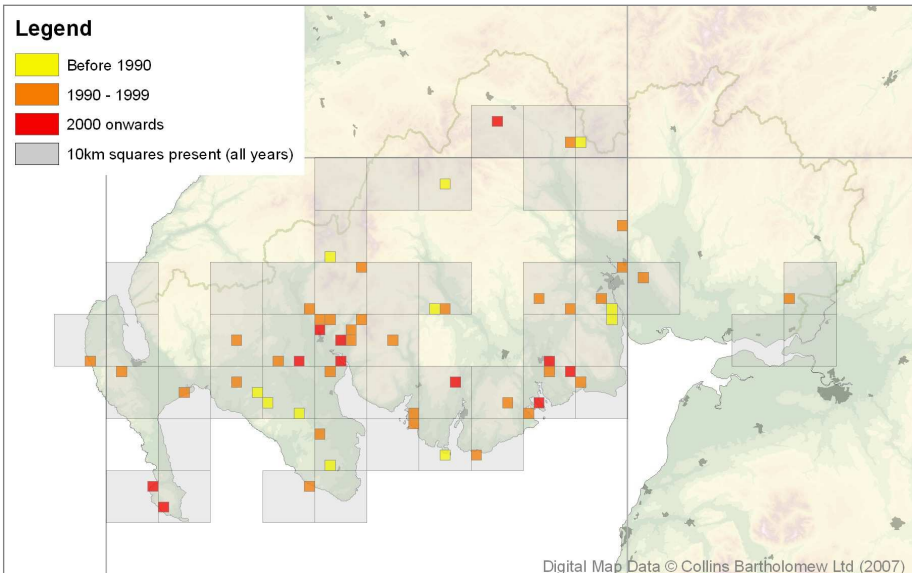 Legend
Before 1990
1990 - 1999
2000 onwards
10km squares present (all years)
Digital Map Data © Collins Bartholomew Ltd (2007)